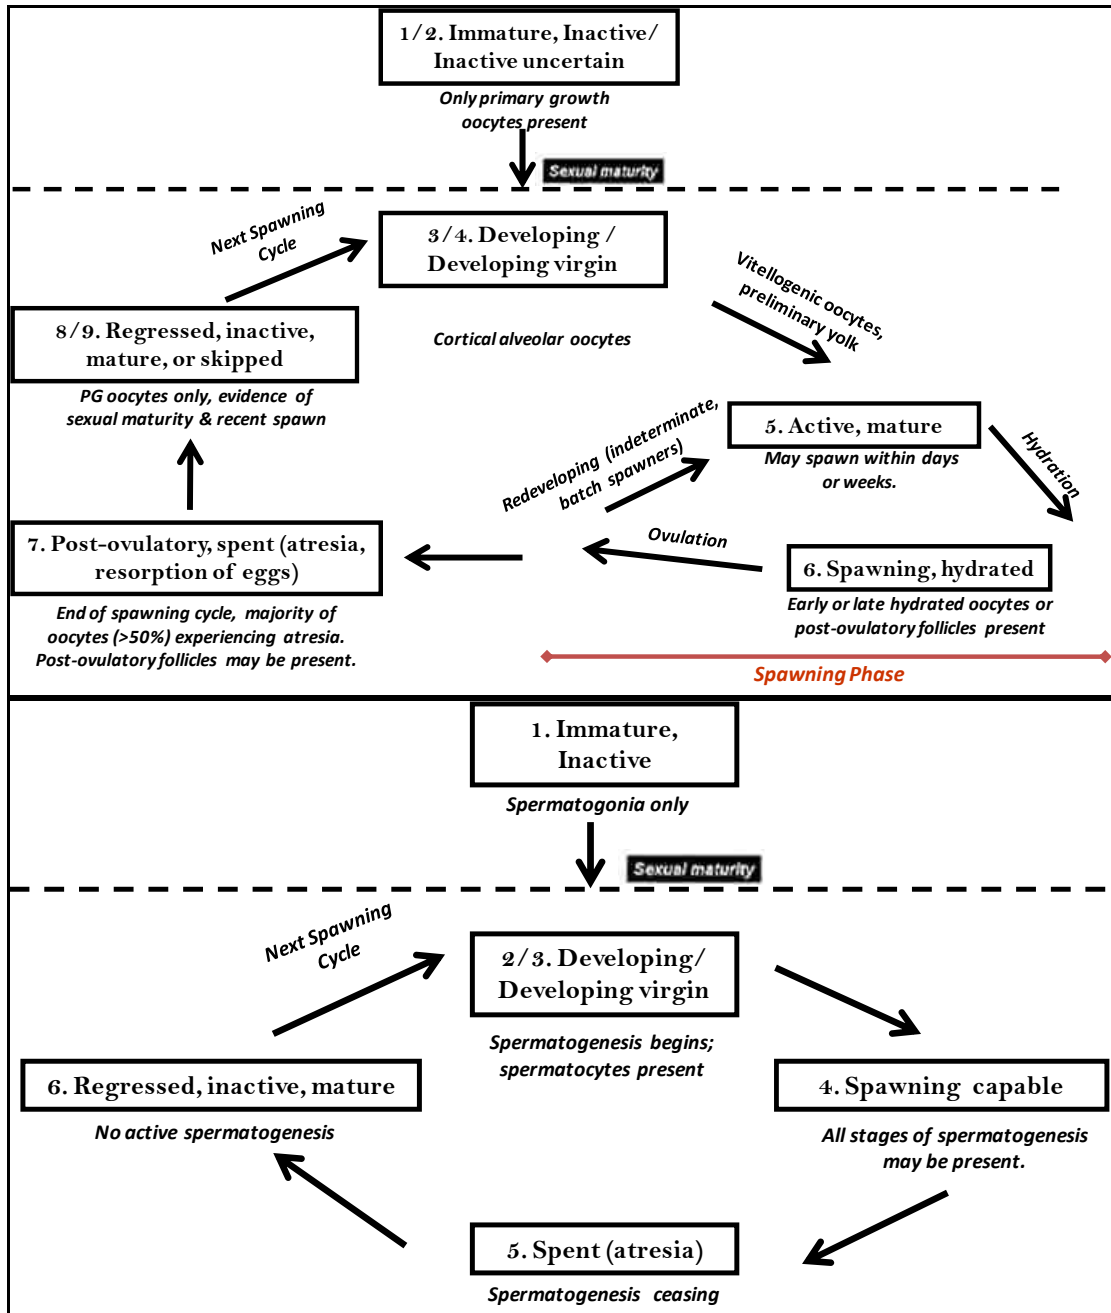 1/2. Immature, Inactive/
Inactive uncertain
Only primary growth
oocytes present
Sexual maturity
Next Spawning
Cycle
3/4. Developing /
Developing virgin
Cortical alveolar oocytes
Vitellogenic oocytes,
preliminary yolk
8/9. Regressed, inactive,
mature, or skipped
PG oocytes only, evidence of
sexual maturity & recent spawn
Redeveloping (indeterminate,
batch spawners)
5. Active, mature
May spawn within days
or weeks.
Hydration
7. Post-ovulatory, spent (atresia,
resorption of eggs)
End of spawning cycle, majority of
oocytes (>50%) experiencing atresia.
Post-ovulatory follicles may be present.
Ovulation
6. Spawning, hydrated
Early or late hydrated oocytes or
post-ovulatory follicles present
Spawning Phase
1. Immature,
Inactive
Spermatogonia only
Sexual maturity
Next Spawning
Cycle
2/3. Developing/
Developing virgin
Spermatogenesis begins;
spermatocytes present
6. Regressed, inactive, mature
No active spermatogenesis
4. Spawning capable
All stages of spermatogenesis
may be present.
5. Spent (atresia)
Spermatogenesis ceasing